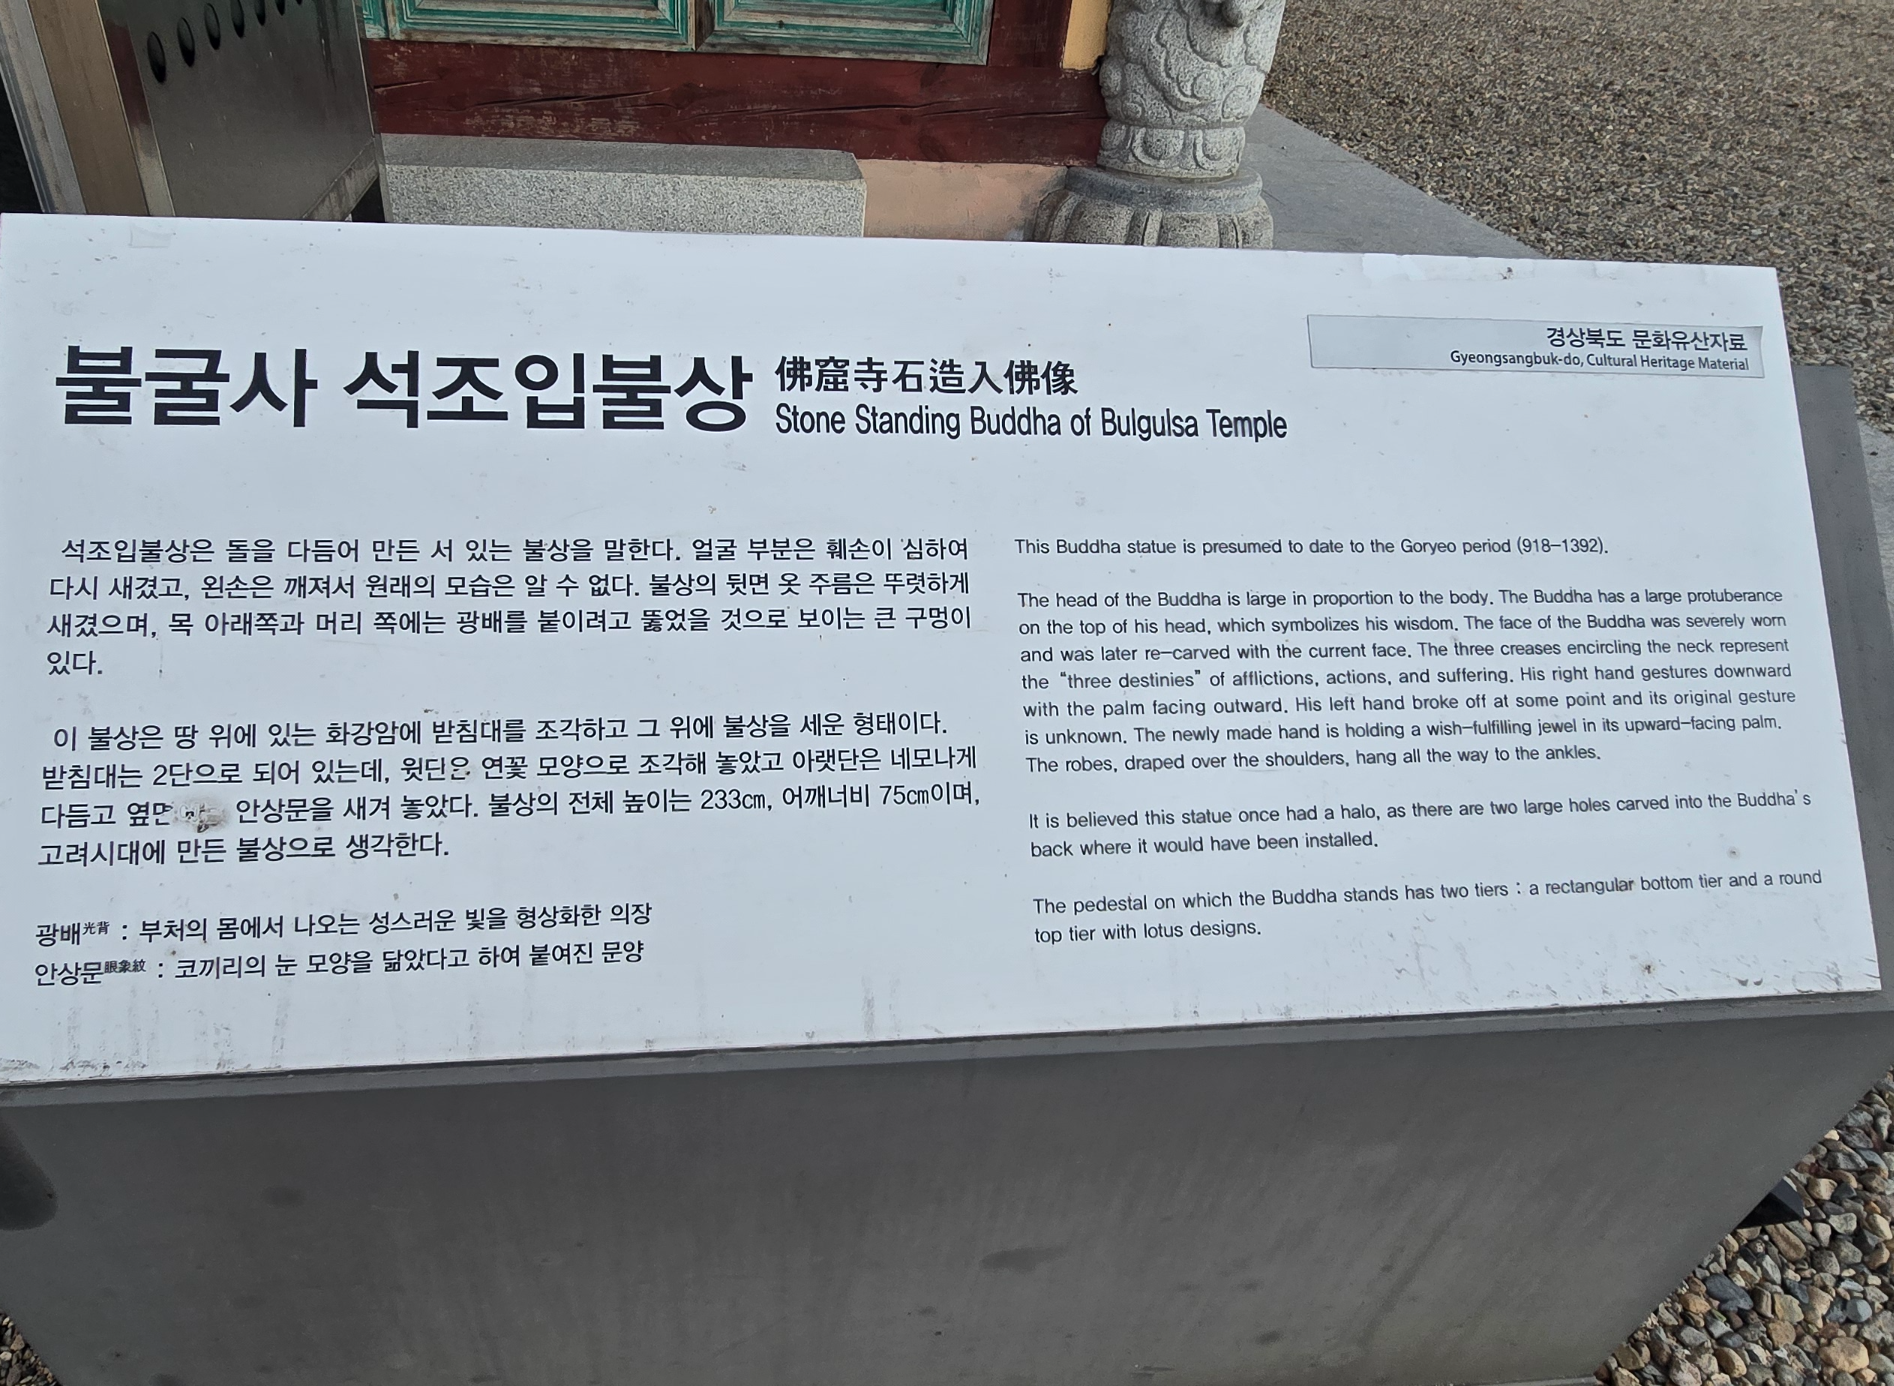 불굴사 석조입불상
佛窟寺石造入佛像
Stone Standing Buddha of Bulgulsa Temple
경상북도 문화유산자료
Gyeongsangbuk-do, Cultural Heritage Material
석조입불상은 돌을 다듬어 만든 서 있는 불상을 말한다. 얼굴 부분은 훼손이 심하여
다시 새겼고, 왼손은 깨져서 원래의 모습은 알 수 없다. 불상의 뒷면 옷 주름은 뚜렷하게
새겼으며, 목 아래쪽과 머리 쪽에는 광배를 붙이려고 뚫었을 것으로 보이는 큰 구멍이
있다.
이 불상은 땅 위에 있는 화강암에 받침대를 조각하고 그 위에 불상을 세운 형태이다.
받침대는 2단으로 되어 있는데, 윗단은 연꽃 모양으로 조각해 놓았고 아랫단은 네모나게
다듬고 안상문을 새겨 놓았다. 불상의 전체 높이는 233㎝, 어깨너비 75㎝이며,
고려시대에 만든 불상으로 생각한다.
광배光背 : 부처의 몸에서 나오는 성스러운 빛을 형상화한 의장
안상문眼象紋 : 코끼리의 눈 모양을 닮았다고 하여 붙여진 문양
This Buddha statue is presumed to date to the Goryeo period (918-1392).
The head of the Buddha is large in proportion to the body. The Buddha has a large protuberance
on the top of his head, which symbolizes his wisdom. The face of the Buddha was severely worn
and was later re-carved with the current face. The three creases encircling the neck represent
the “three destinies” of afflictions, actions, and suffering. His right hand gestures downward
with the palm facing outward. His left hand broke off at some point and its original gesture
is unknown. The newly made hand is holding a wish-fulfilling jewel in its upward-facing palm.
The robes, draped over the shoulders, hang all the way to the ankles.
It is believed this statue once had a halo, as there are two large holes carved into the Buddha's
back where it would have been installed.
The pedestal on which the Buddha stands has two tiers : a rectangular bottom tier and a round
top tier with lotus designs.